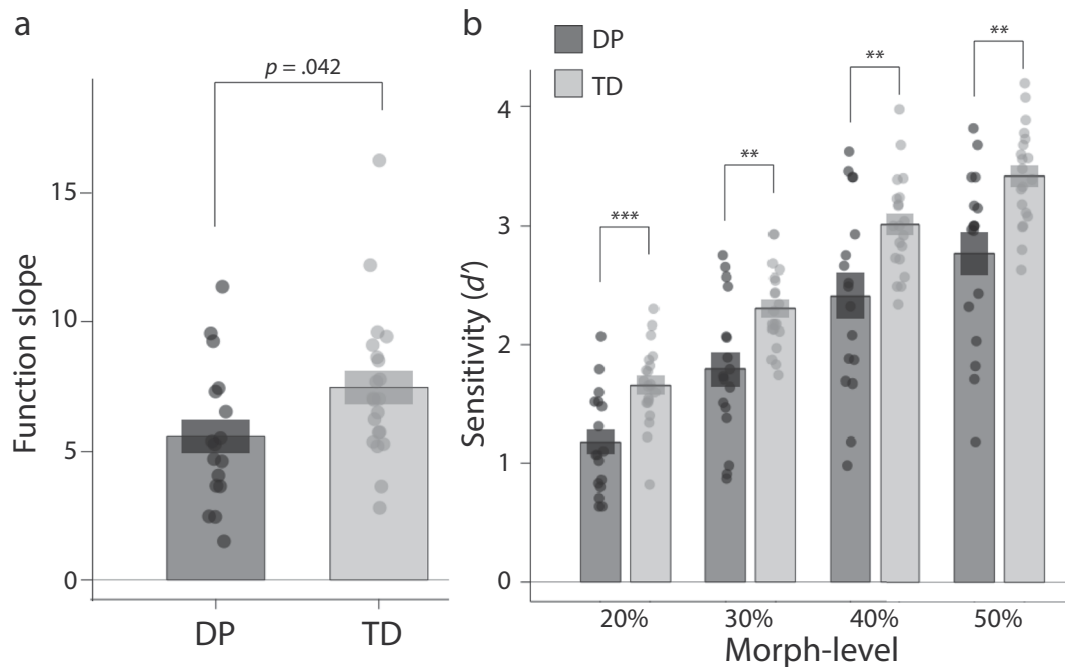 a
p = .042
Function slope
15
10
5
0
DP
TD
b
DP
TD
***
**
**
**
Sensitivity (d′)
4
3
2
1
0
20%
30%
40%
50%
Morph-level